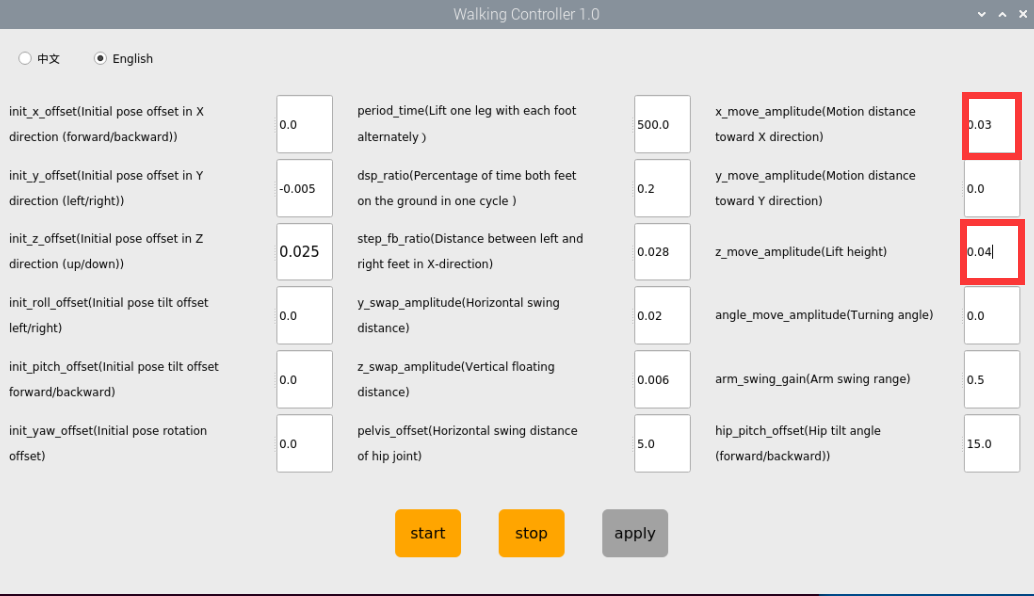 Walking Controller 1.0
中文
English
init_x_offset(Initial pose offset in X
direction (forward/backward))
0.0
period_time(Lift one leg with each foot
alternately )
500.0
x_move_amplitude(Motion distance
toward X direction)
0.03
init_y_offset(Initial pose offset in Y
direction (left/right))
-0.005
dsp_ratio(Percentage of time both feet
on the ground in one cycle )
0.2
y_move_amplitude(Motion distance
toward Y direction)
0.0
init_z_offset(Initial pose offset in Z
direction (up/down))
0.025
step_fb_ratio(Distance between left and
right feet in X-direction)
0.028
z_move_amplitude(Lift height)
0.04
init_roll_offset(Initial pose tilt offset
left/right)
0.0
y_swap_amplitude(Horizontal swing
distance)
0.02
angle_move_amplitude(Turning angle)
0.0
init_pitch_offset(Initial pose tilt offset
forward/backward)
0.0
z_swap_amplitude(Vertical floating
distance)
0.006
arm_swing_gain(Arm swing range)
0.5
init_yaw_offset(Initial pose rotation
offset)
0.0
pelvis_offset(Horizontal swing distance
of hip joint)
5.0
hip_pitch_offset(Hip tilt angle
(forward/backward))
15.0
start
stop
apply